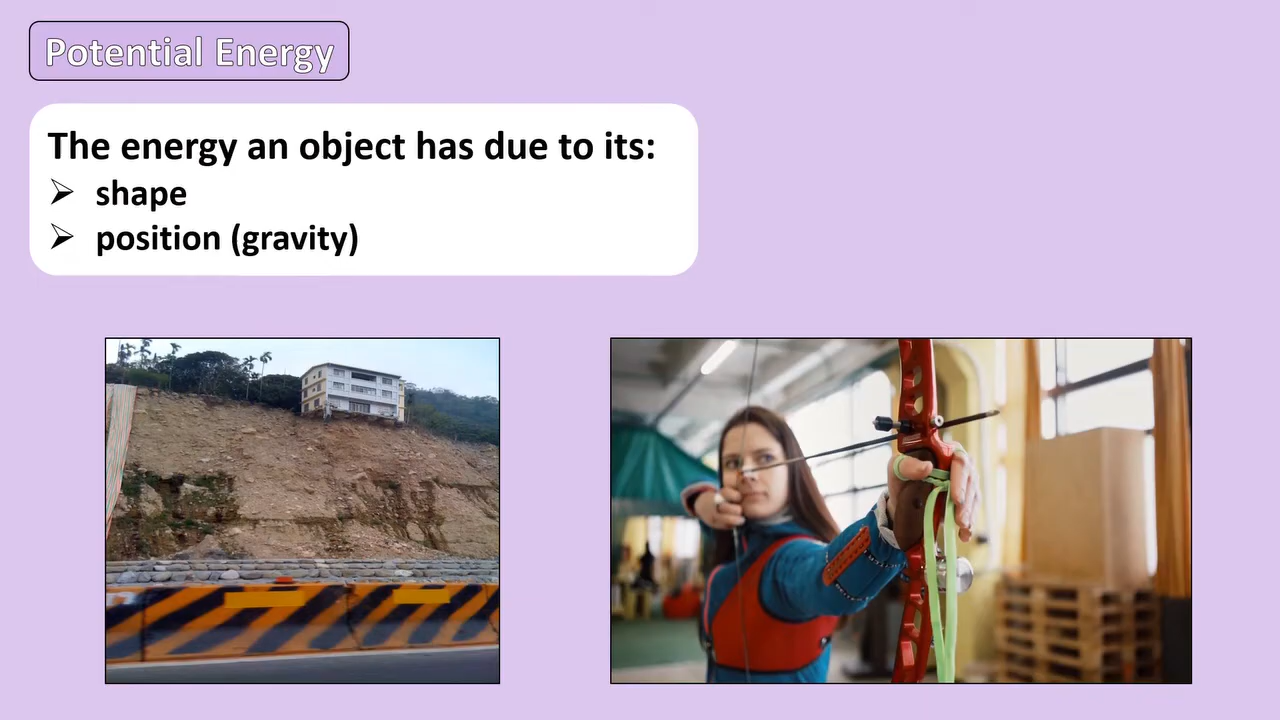 Potential Energy
The energy an object has due to its:
➢ shape
➢ position (gravity)